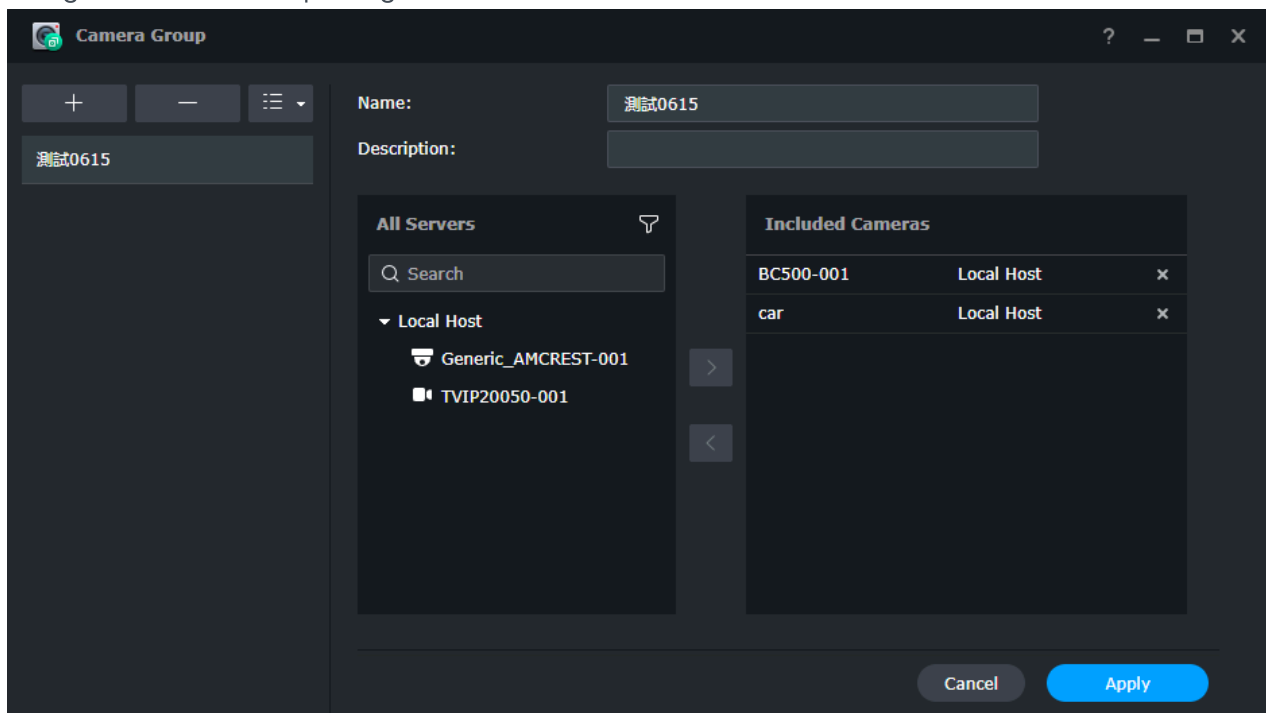 Camera Group
測試0615
Name:
測試0615
Description:
All Servers
Search
Local Host
Generic_AMCREST-001
TVIP20050-001
Included Cameras
BC500-001 Local Host
car Local Host
Cancel
Apply